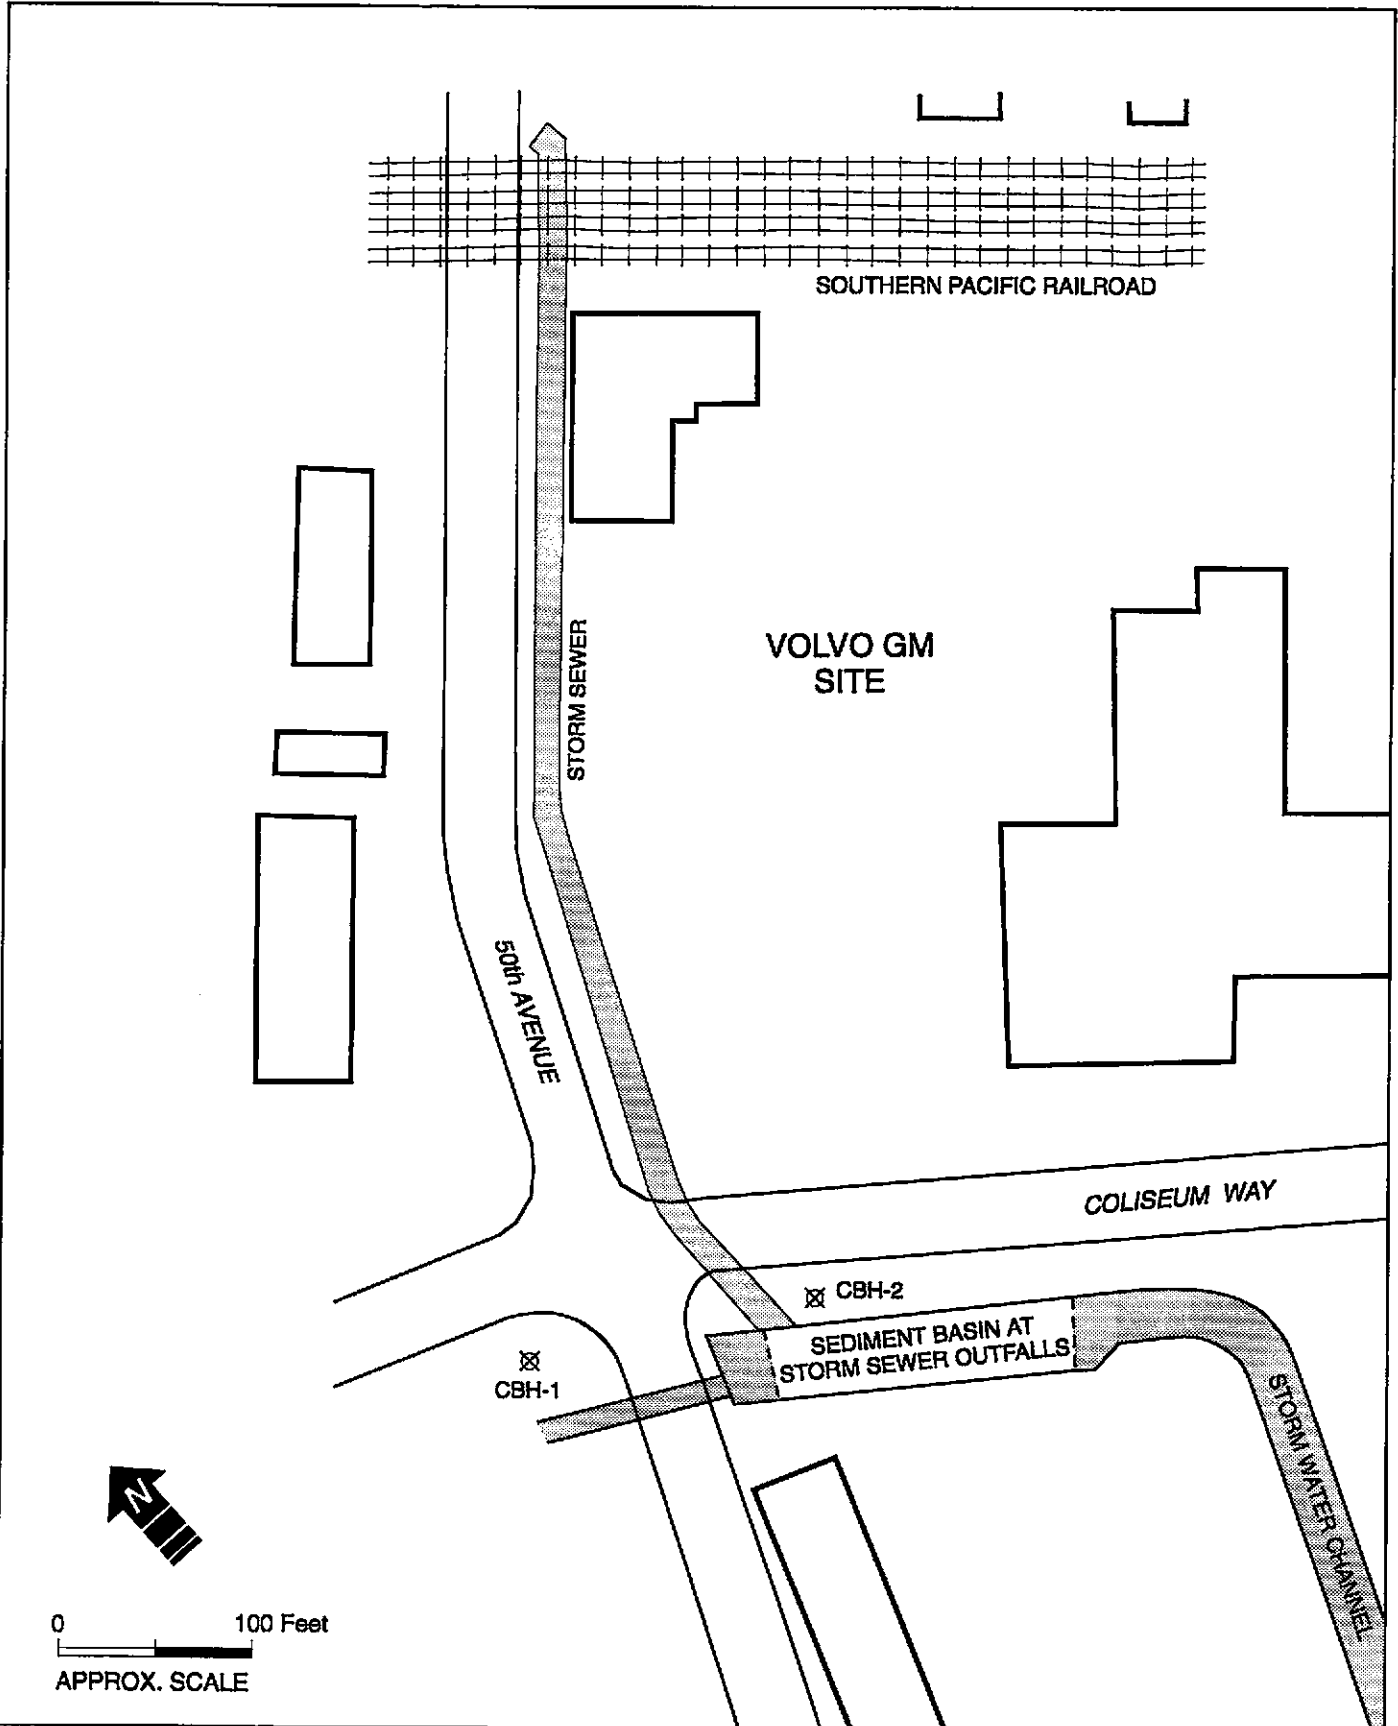 SOUTHERN PACIFIC RAILROAD
STORM SEWER
VOLVO GM
SITE
50th AVENUE
COLISEUM WAY
CBH-2
SEDIMENT BASIN AT
STORM SEWER OUTFALLS
CBH-1
STORM WATER CHANNEL
N
0 100 Feet
APPROX. SCALE